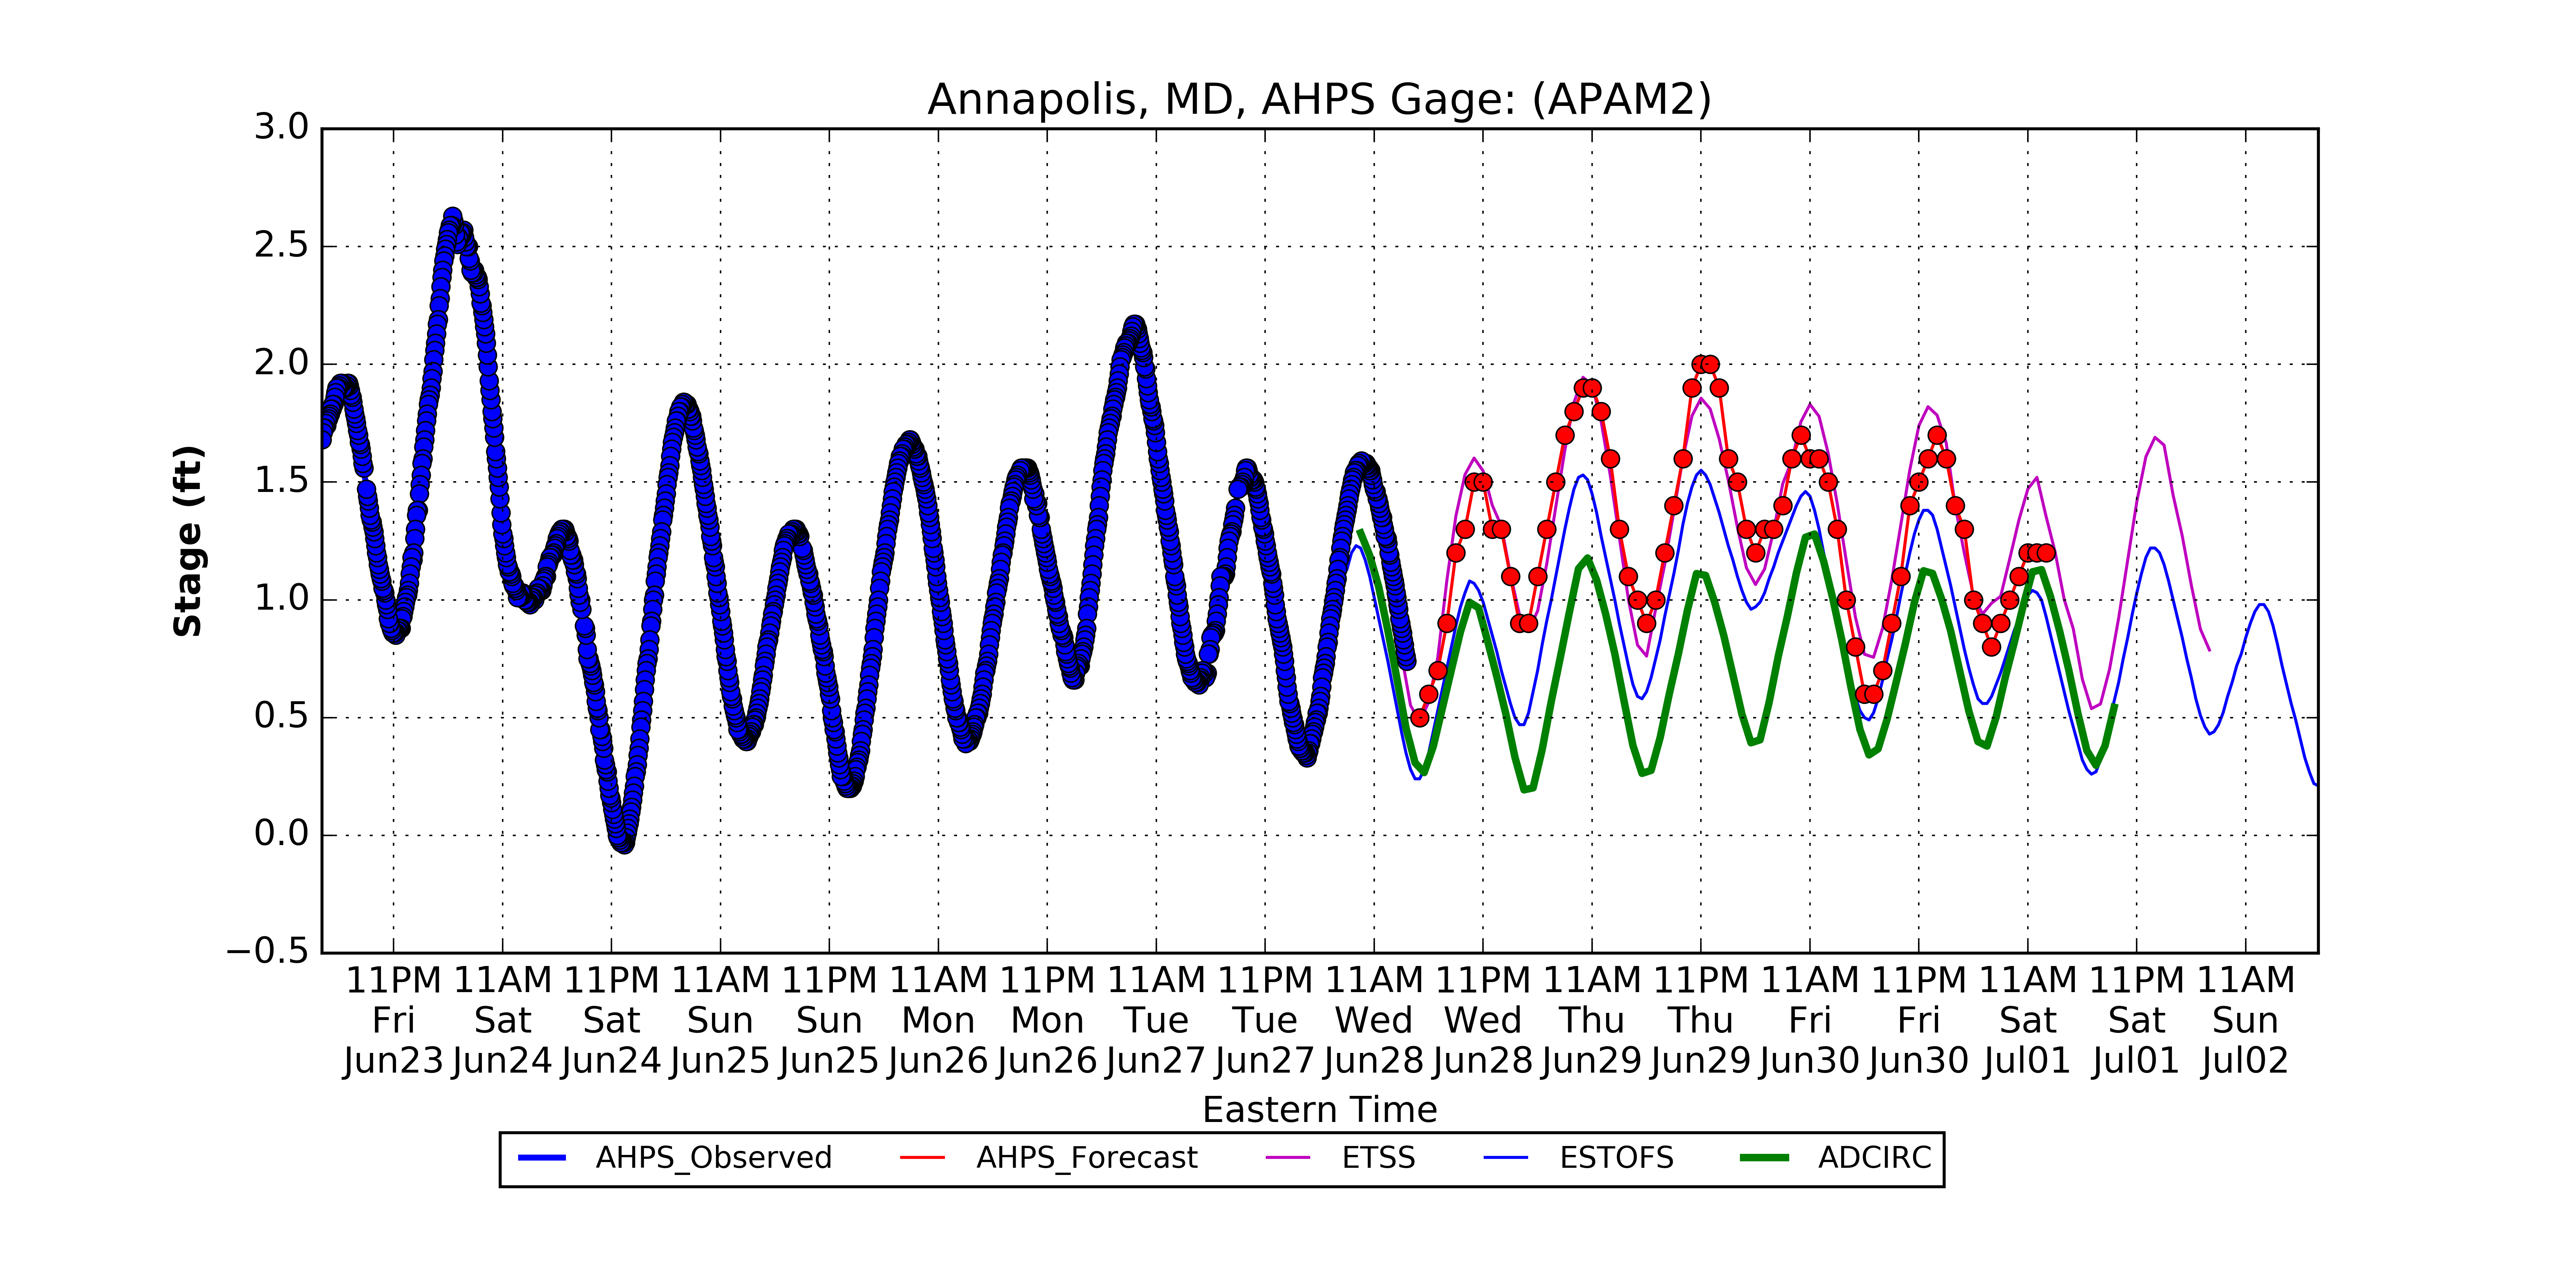 Annapolis, MD, AHPS Gage: (APAM2)
3.0
2.5
2.0
1.5
1.0
0.5
0.0
−0.5
Stage (ft)
11PM 11AM 11PM 11AM 11PM 11AM 11PM 11AM 11PM 11AM 11PM 11AM 11PM 11AM 11PM 11AM 11PM 11AM
Fri Sat Sat Sun Sun Mon Mon Tue Tue Wed Wed Thu Thu Fri Fri Sat Sat Sun
Jun23 Jun24 Jun24 Jun25 Jun25 Jun26 Jun26 Jun27 Jun27 Jun28 Jun28 Jun29 Jun29 Jun30 Jun30 Jul01 Jul01 Jul02
Eastern Time
AHPS_Observed AHPS_Forecast ETSS ESTOFS ADCIRC